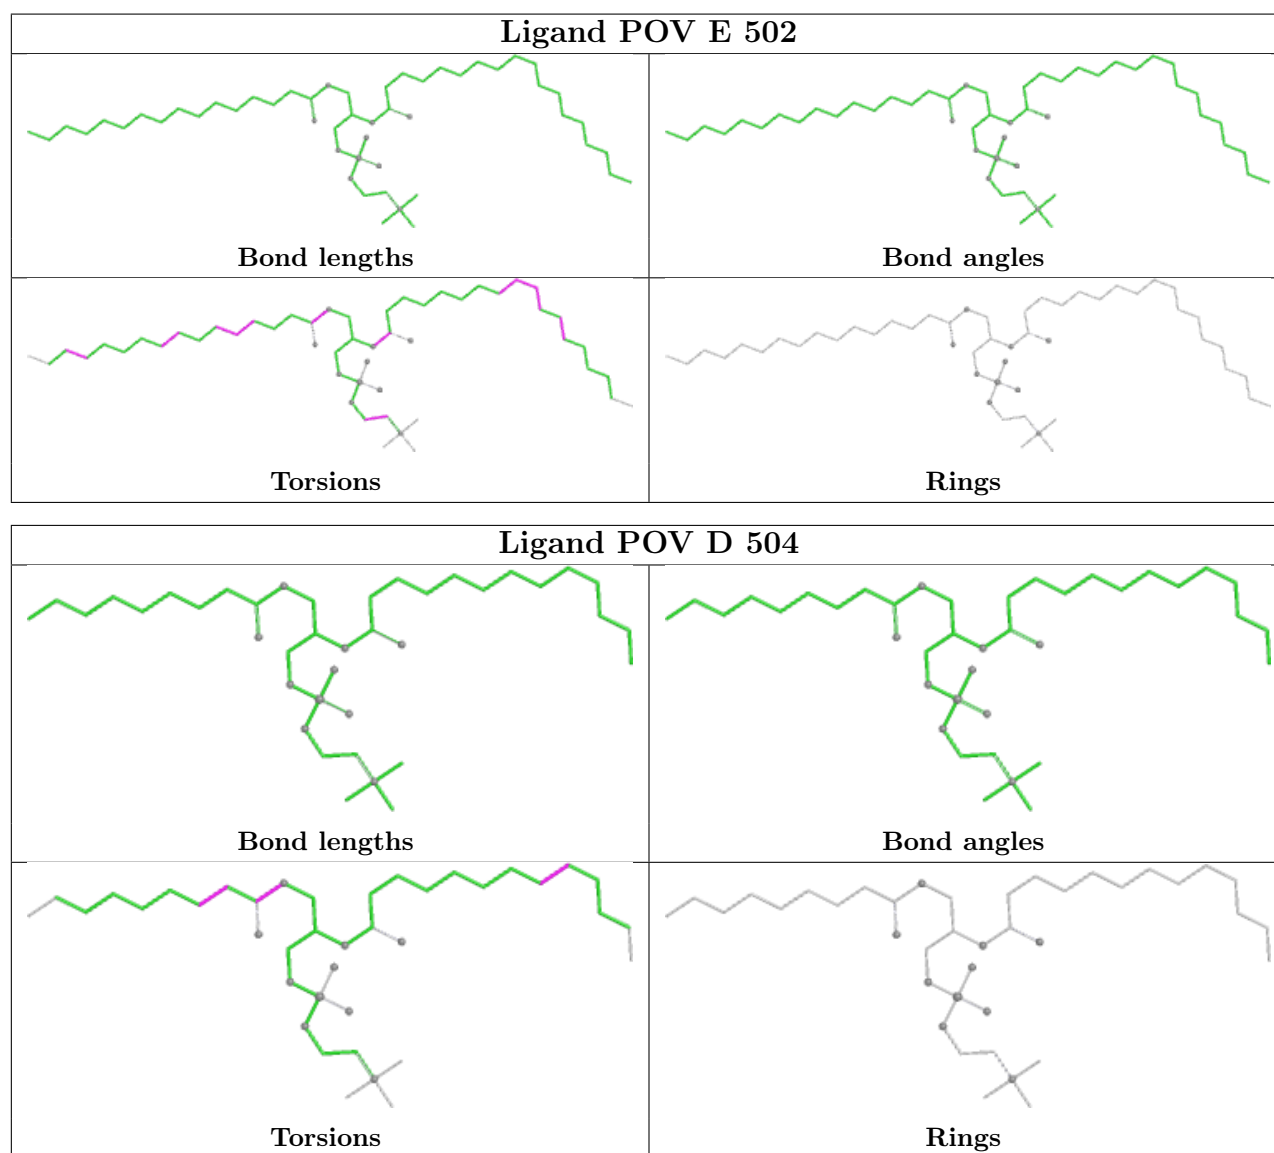 Ligand POV E 502
Bond lengths
Bond angles
Torsions
Rings
Ligand POV D 504
Bond lengths
Bond angles
Torsions
Rings